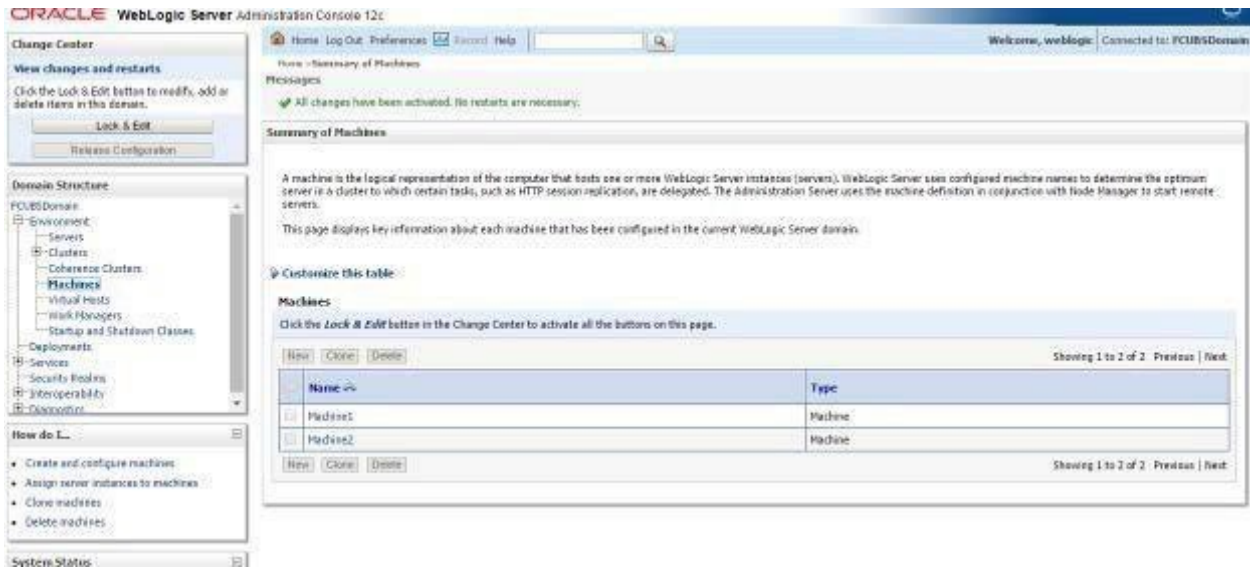 ORACLE WebLogic Server Administration Console 12c
Change Center
View changes and restarts
Click the Lock & Edit button to modify, add or
delete items in this domain.
Lock & Edit
Release Configuration
Domain Structure
FCUBSDomain
Environment
Servers
Clusters
Coherence Clusters
Machines
Virtual Hosts
Work Managers
Startup and Shutdown Classes
Deployments
Services
Security Realms
Interoperability
Diagnostics
How do I...
Create and configure machines
Assign server instances to machines
Clone machines
Delete machines
System Status
Home Log Out Preferences Record Help
Welcome, weblogic Connected to: FCUBSDomain
Home >Summary of Machines
Messages
All changes have been activated. No restarts are necessary.
Summary of Machines
A machine is the logical representation of the computer that hosts one or more WebLogic Server instances (servers). WebLogic Server uses configured machine names to determine the optimum
server in a cluster to which certain tasks, such as HTTP session replication, are delegated. The Administration Server uses the machine definition in conjunction with Node Manager to start remote
servers.
This page displays key information about each machine that has been configured in the current WebLogic Server domain.
Customize this table
Machines
Click the Lock & Edit button in the Change Center to activate all the buttons on this page.
New Clone Delete Showing 1 to 2 of 2 Previous | Next
Name Type
Machine1 Machine
Machine2 Machine
New Clone Delete Showing 1 to 2 of 2 Previous | Next